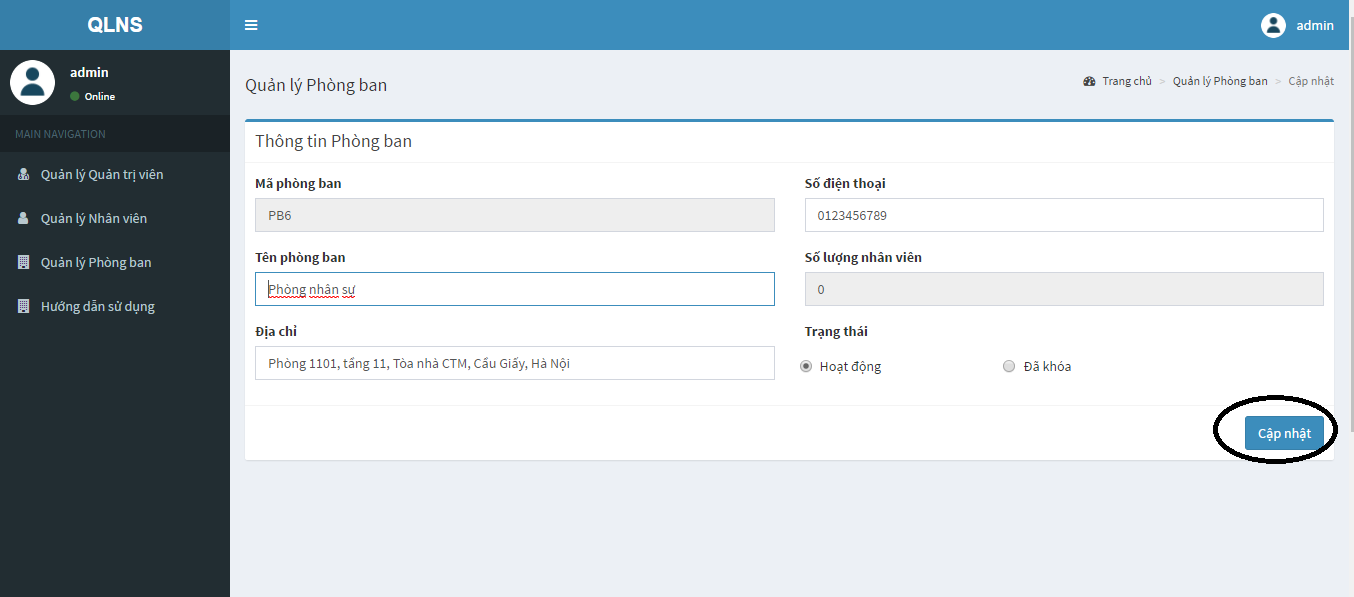 QLNS
admin
admin
Online
MAIN NAVIGATION
Quản lý Quản trị viên
Quản lý Nhân viên
Quản lý Phòng ban
Hướng dẫn sử dụng
Quản lý Phòng ban
Trang chủ > Quản lý Phòng ban > Cập nhật
Thông tin Phòng ban
Mã phòng ban
PB6
Số điện thoại
0123456789
Tên phòng ban
Phòng nhân sự
Số lượng nhân viên
0
Địa chỉ
Phòng 1101, tầng 11, Tòa nhà CTM, Cầu Giấy, Hà Nội
Trạng thái
Hoạt động
Đã khóa
Cập nhật